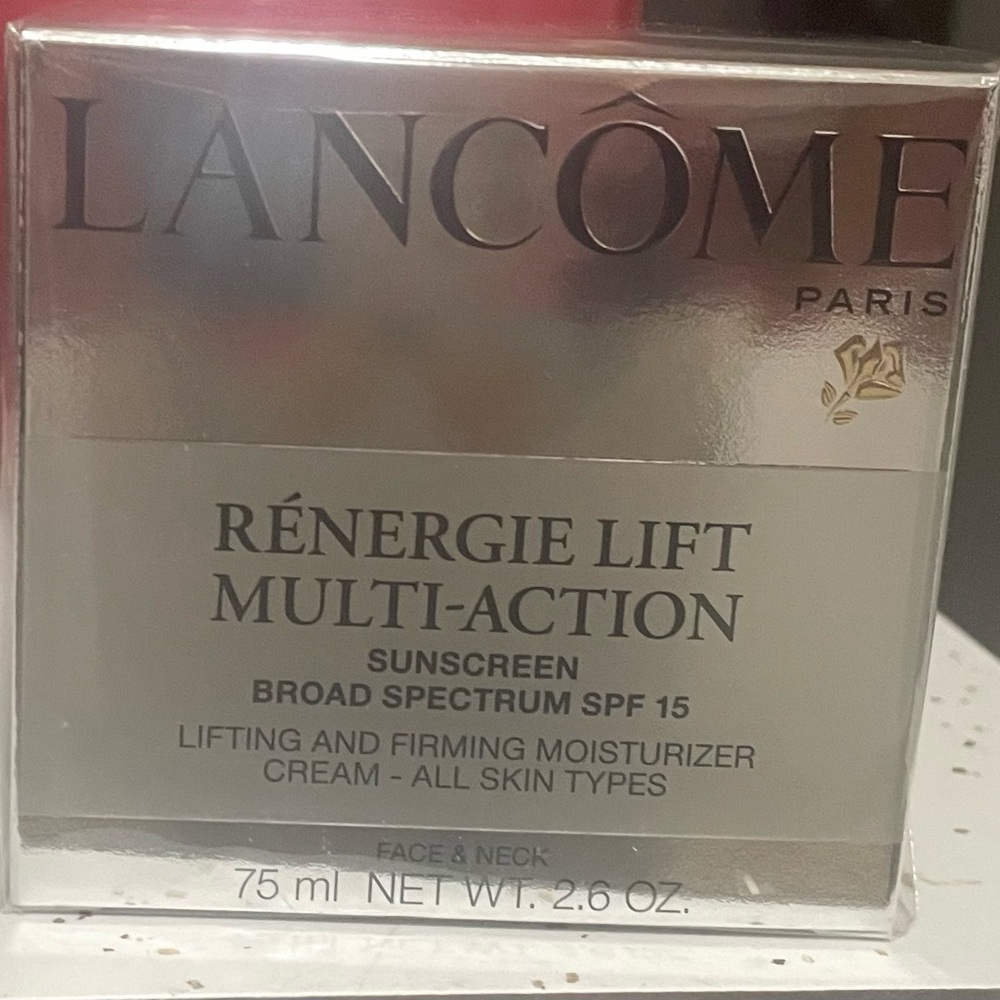 LANCÔME
PARIS
RÉNERGIE LIFT
MULTI-ACTION
SUNSCREEN
BROAD SPECTRUM SPF 15
LIFTING AND FIRMING MOISTURIZER
CREAM - ALL SKIN TYPES
FACE & NECK
75 ml NET WT. 2.6 OZ.